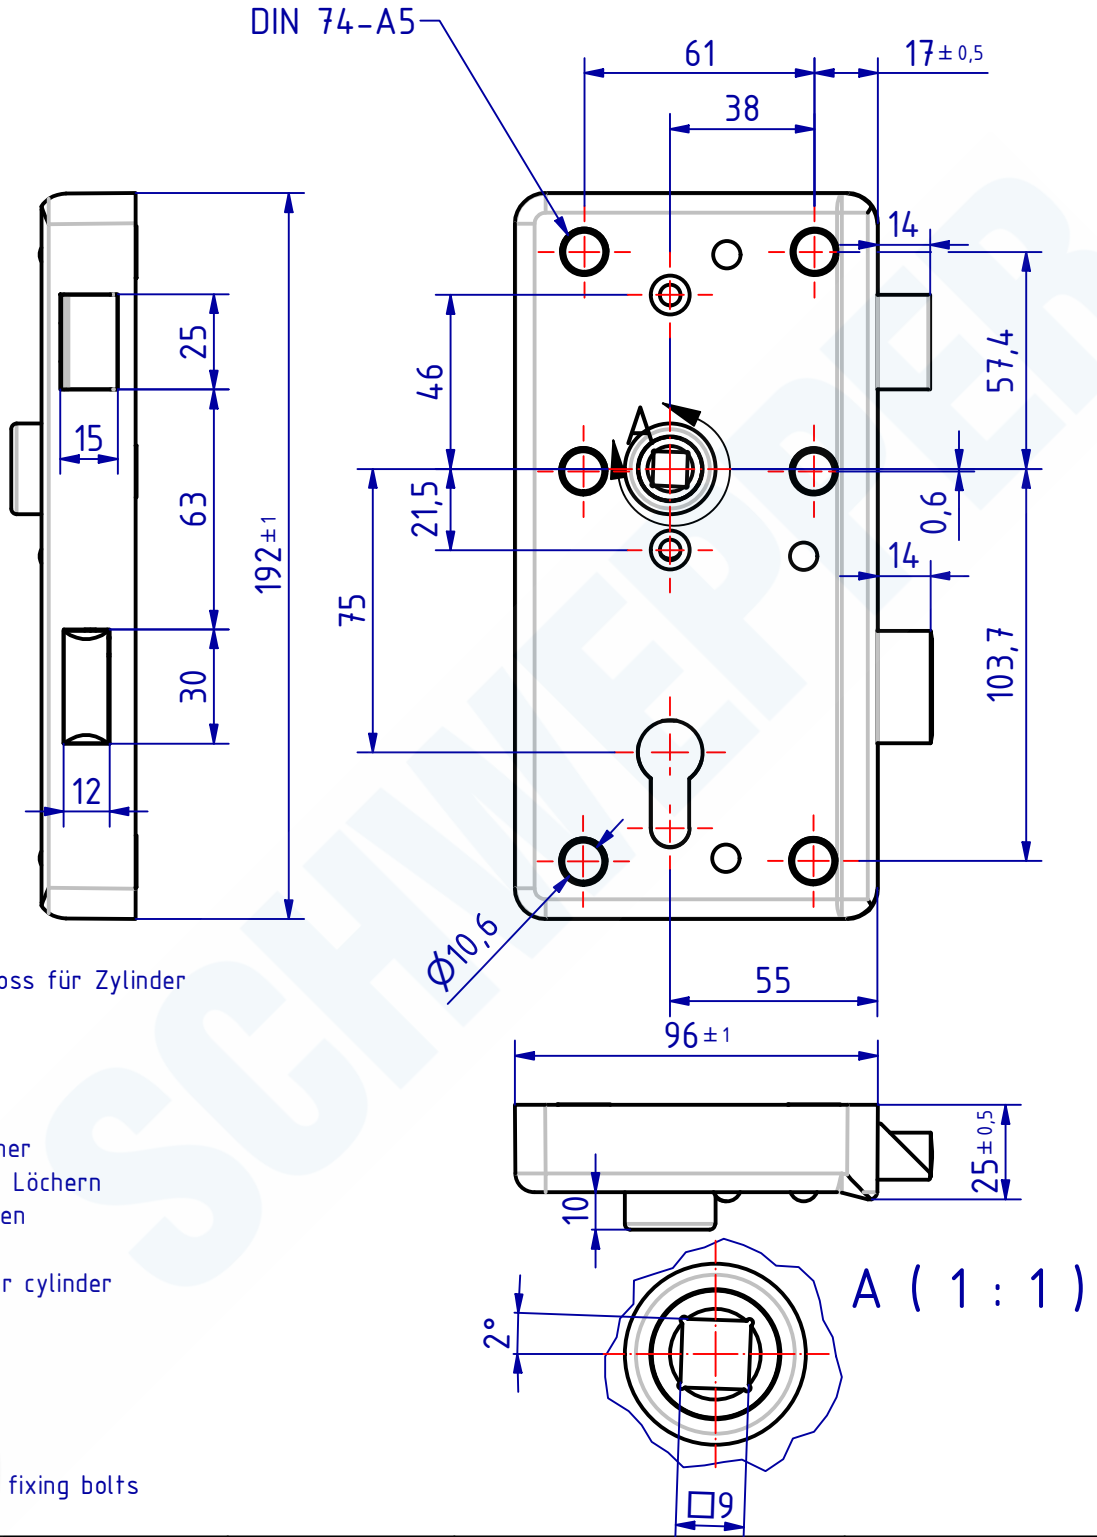 DIN 74-A5
61
17±0,5
38
14
25
46
57,4
15
A
63
192±1
21,5
0,6
14
75
30
103,7
12
Ø10,6
oss für Zylinder
55
96±1
ner
Löchern
en
10
25±0,5
r cylinder
A ( 1 : 1 )
2°
fixing bolts
□9
SCHWEPPER